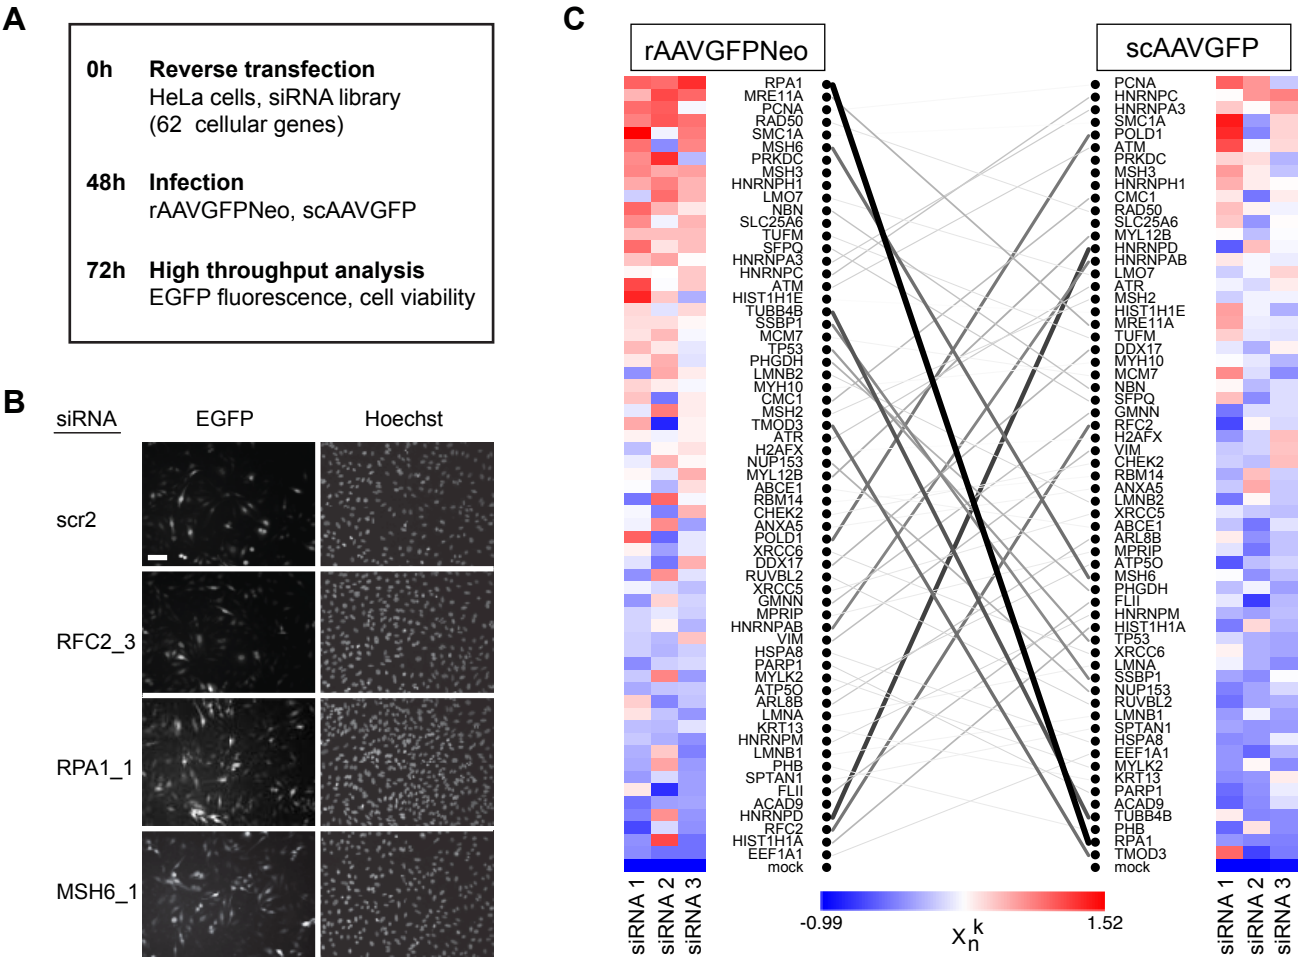 A
0h Reverse transfection
HeLa cells, siRNA library
(62 cellular genes)
48h Infection
rAAVGFPNeo, scAAVGFP
72h High throughput analysis
EGFP fluorescence, cell viability
B
siRNA EGFP Hoechst
scr2
RFC2_3
RPA1_1
MSH6_1
C
rAAVGFPNeo
RPA1
MRE11A
PCNA
RAD50
SMC1A
MSH6
PRKDC
MSH3
HNRNPH1
LMO7
NBN
SLC25A6
TUFM
SFPQ
HNRNPA3
HNRNPC
ATM
HIST1H1E
TUBB4B
SSBP1
MCM7
TP53
PHGDH
LMNB2
MYH10
CMC1
MSH2
TMOD3
ATR
H2AFX
NUP153
MYL12B
ABCE1
RBM14
CHEK2
ANXA5
POLD1
XRCC6
DDX17
RUVBL2
XRCC5
GMNN
MPRIP
HNRNPAB
VIM
HSPA8
PARP1
MYLK2
ATP5O
ARL8B
LMNA
KRT13
HNRNPM
LMNB1
PHB
SPTAN1
FLII
ACAD9
HNRNPD
RFC2
HIST1H1A
EEF1A1
mock
siRNA 1
siRNA 2
siRNA 3
scAAVGFP
PCNA
HNRNPC
HNRNPA3
SMC1A
POLD1
ATM
PRKDC
MSH3
HNRNPH1
CMC1
RAD50
SLC25A6
MYL12B
HNRNPD
HNRNPAB
LMO7
ATR
MSH2
HIST1H1E
MRE11A
TUFM
DDX17
MYH10
MCM7
NBN
SFPQ
GMNN
RFC2
H2AFX
VIM
CHEK2
RBM14
ANXA5
LMNB2
XRCC5
ABCE1
ARL8B
MPRIP
ATP5O
MSH6
PHGDH
FLII
HNRNPM
HIST1H1A
TP53
XRCC6
LMNA
SSBP1
NUP153
RUVBL2
LMNB1
SPTAN1
HSPA8
EEF1A1
MYLK2
KRT13
PARP1
ACAD9
TUBB4B
PHB
RPA1
TMOD3
mock
siRNA 1
siRNA 2
siRNA 3
-0.99 1.52
X n k